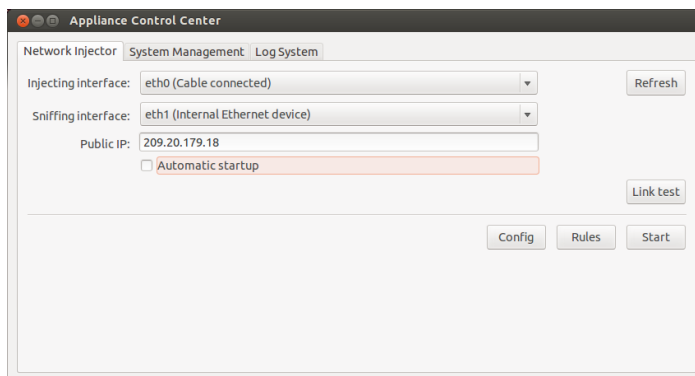 Appliance Control Center
Network Injector System Management Log System
Injecting interface: eth0 (Cable connected) Refresh
Sniffing interface: eth1 (Internal Ethernet device)
Public IP: 209.20.179.18
Automatic startup
Link test
Config Rules Start